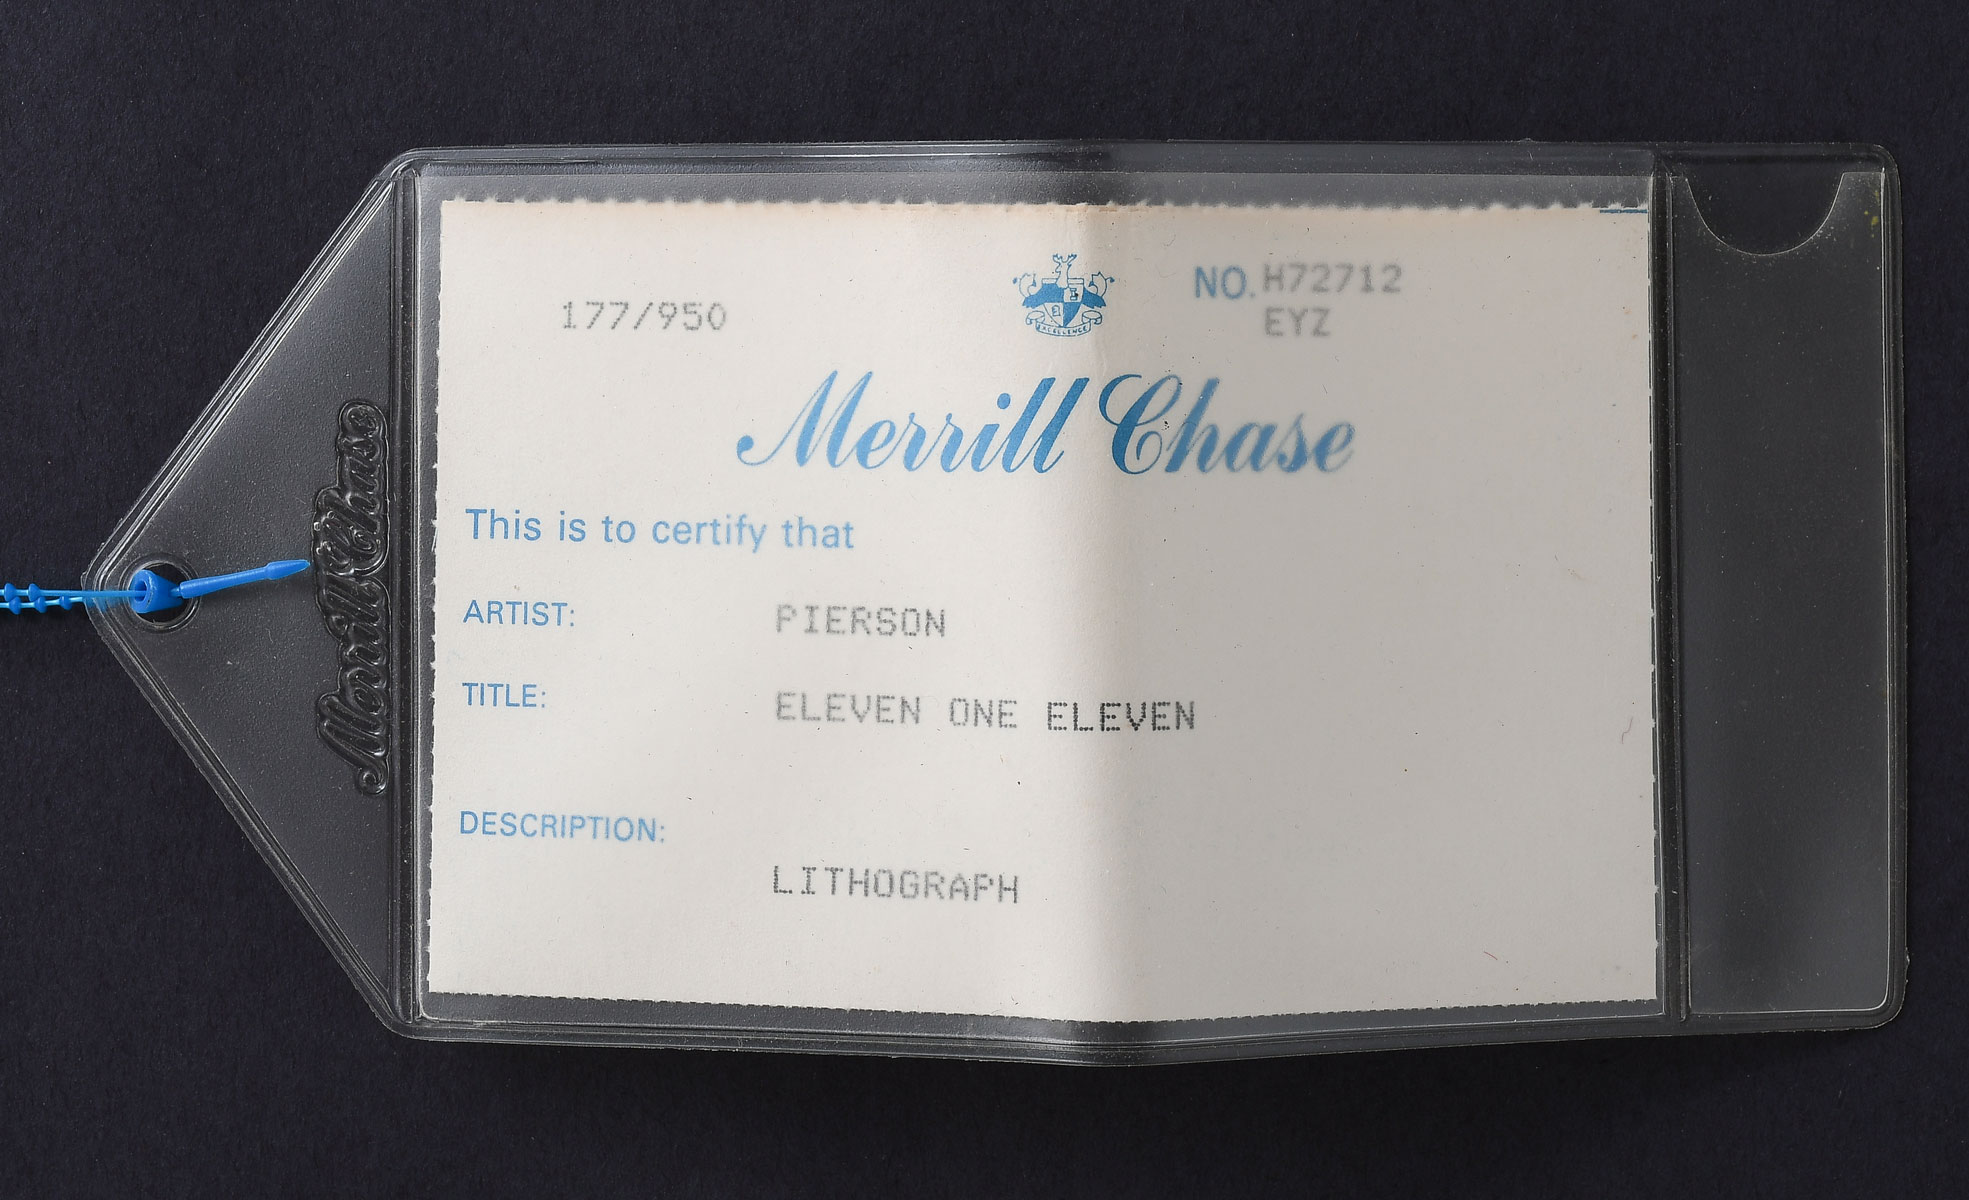 177/950
NO. H72712
EYZ
EXCELLENCE
Merrill Chase
This is to certify that
ARTIST: PIERSON
TITLE: ELEVEN ONE ELEVEN
DESCRIPTION:
LITHOGRAPH
Merrill Chase